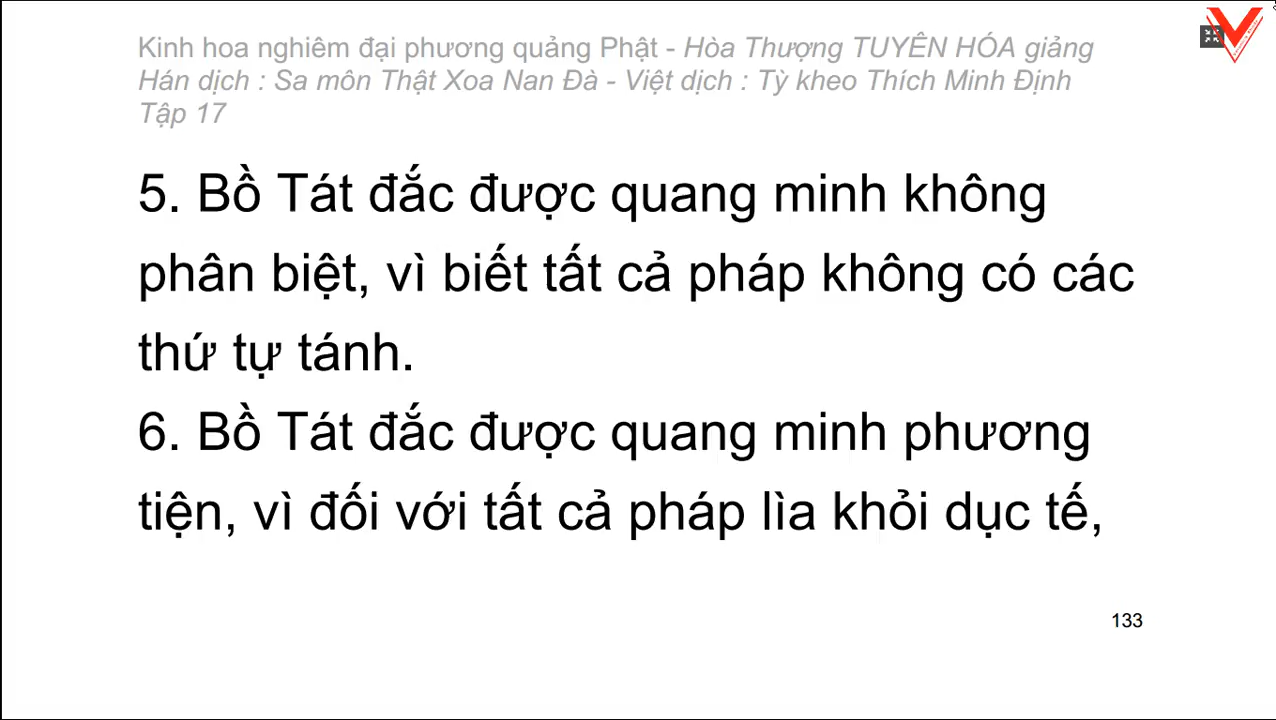 Kinh hoa nghiêm đại phương quảng Phật - Hòa Thượng TUYÊN HÓA giảng
Hán dịch : Sa môn Thật Xoa Nan Đà - Việt dịch : Tỳ kheo Thích Minh Định
Tập 17
5. Bồ Tát đắc được quang minh không
phân biệt, vì biết tất cả pháp không có các
thứ tự tánh.
6. Bồ Tát đắc được quang minh phương
tiện, vì đối với tất cả pháp lìa khỏi dục tế,
133